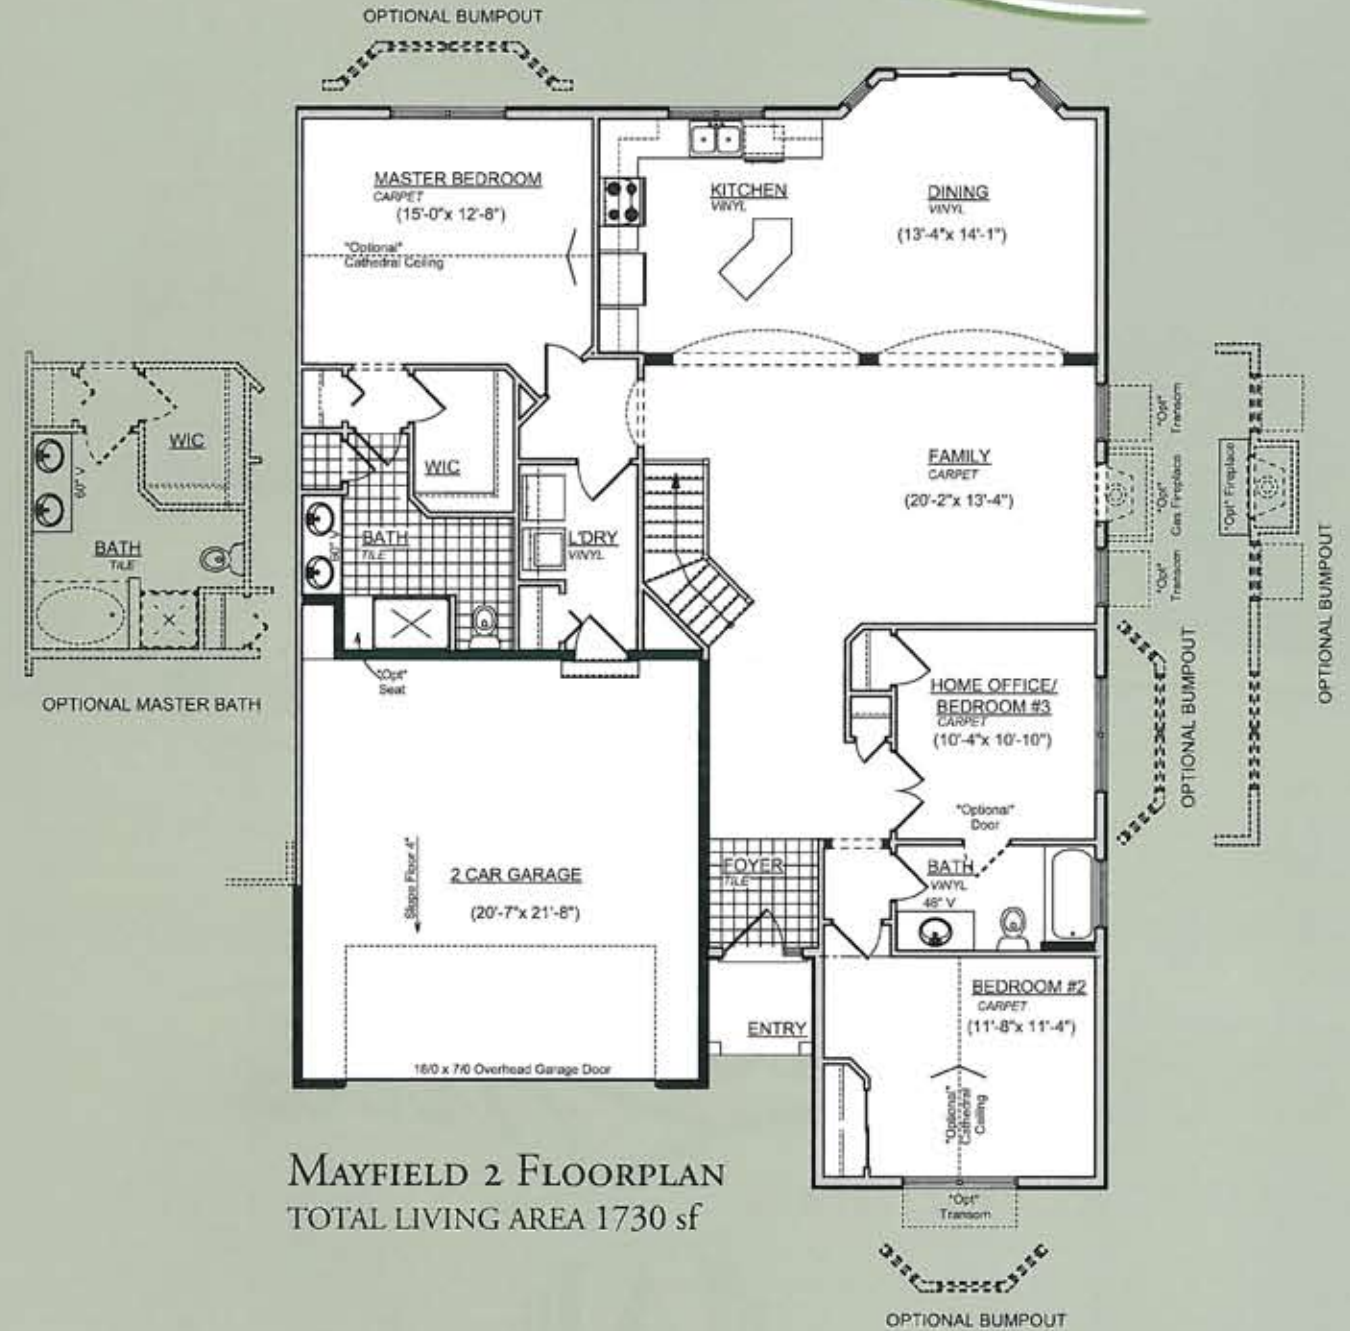 OPTIONAL BUMPOUT
MASTER BEDROOM
CARPET
(15'-0"x 12'-8")
"Optional"
Cathedral Ceiling
KITCHEN
VINYL
DINING
VINYL
(13'-4"x 14'-1")
WIC
60" V
BATH
TILE
OPTIONAL MASTER BATH
WIC
BATH
TILE
60" V
L'DRY
VINYL
"Opt"
Seat
FAMILY
CARPET
(20'-2"x 13'-4")
"Opt"
Transom
"Opt"
Gas Fireplace
"Opt"
Transom
"Opt" Fireplace
OPTIONAL BUMPOUT
OPTIONAL BUMPOUT
HOME OFFICE/
BEDROOM #3
CARPET
(10'-4"x 10'-10")
"Optional"
Door
2 CAR GARAGE
(20'-7"x 21'-8")
Slope Floor 4"
16/0 x 7/0 Overhead Garage Door
FOYER
TILE
BATH
VINYL
48" V
ENTRY
BEDROOM #2
CARPET
(11'-8"x 11'-4")
"Optional"
Cathedral
Ceiling
"Opt"
Transom
OPTIONAL BUMPOUT
MAYFIELD 2 FLOORPLAN
TOTAL LIVING AREA 1730 sf